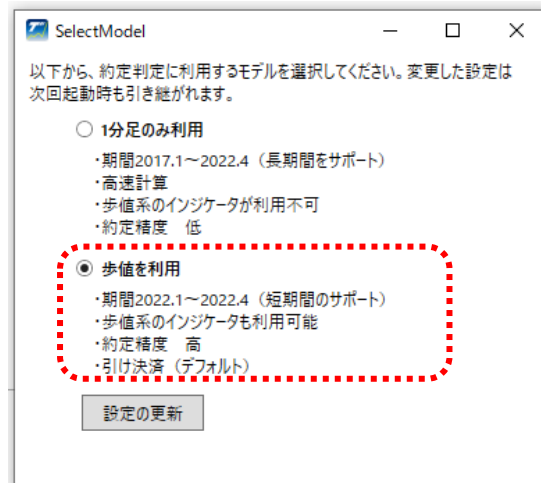 SelectModel
以下から、約定判定に利用するモデルを選択してください。変更した設定は
次回起動時も引き継がれます。
1分足のみ利用
・期間2017.1～2022.4（長期間をサポート）
・高速計算
・歩値系のインジケータが利用不可
・約定精度　低
歩値を利用
・期間2022.1～2022.4（短期間のサポート）
・歩値系のインジケータも利用可能
・約定精度　高
・引け決済（デフォルト）
設定の更新